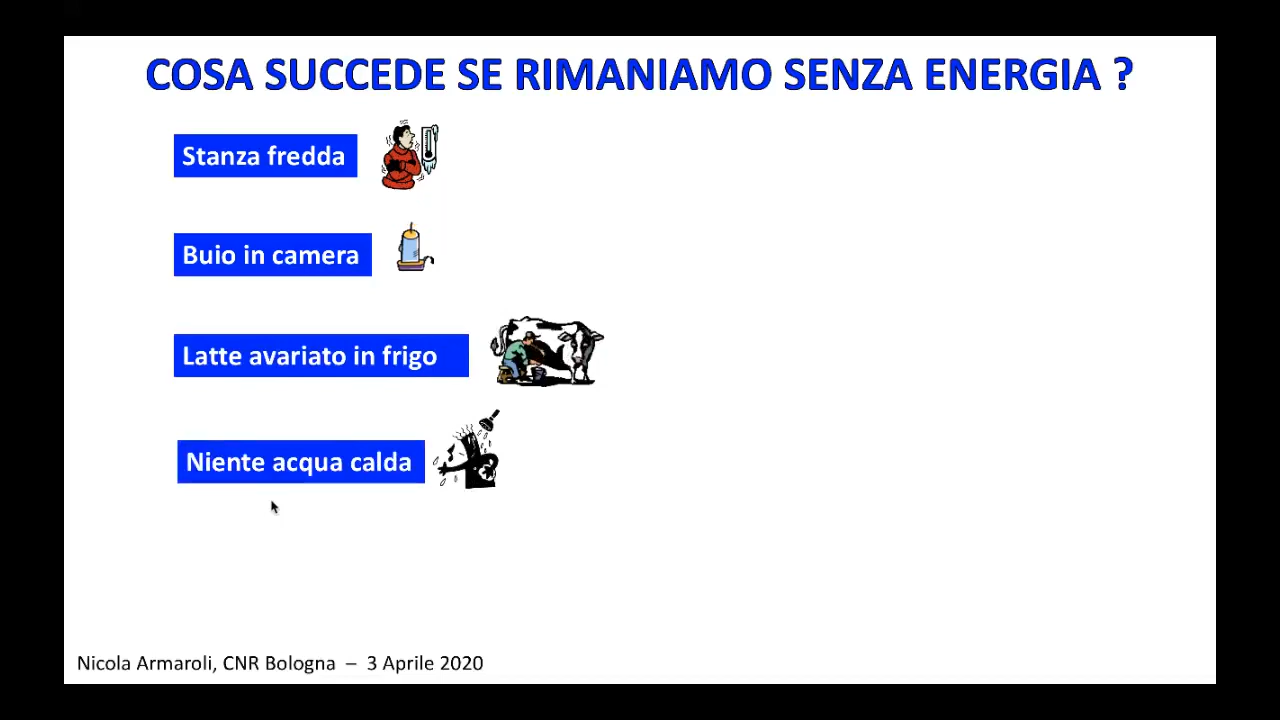 COSA SUCCEDE SE RIMANIAMO SENZA ENERGIA ?
Stanza fredda
Buio in camera
Latte avariato in frigo
Niente acqua calda
Nicola Armaroli, CNR Bologna – 3 Aprile 2020